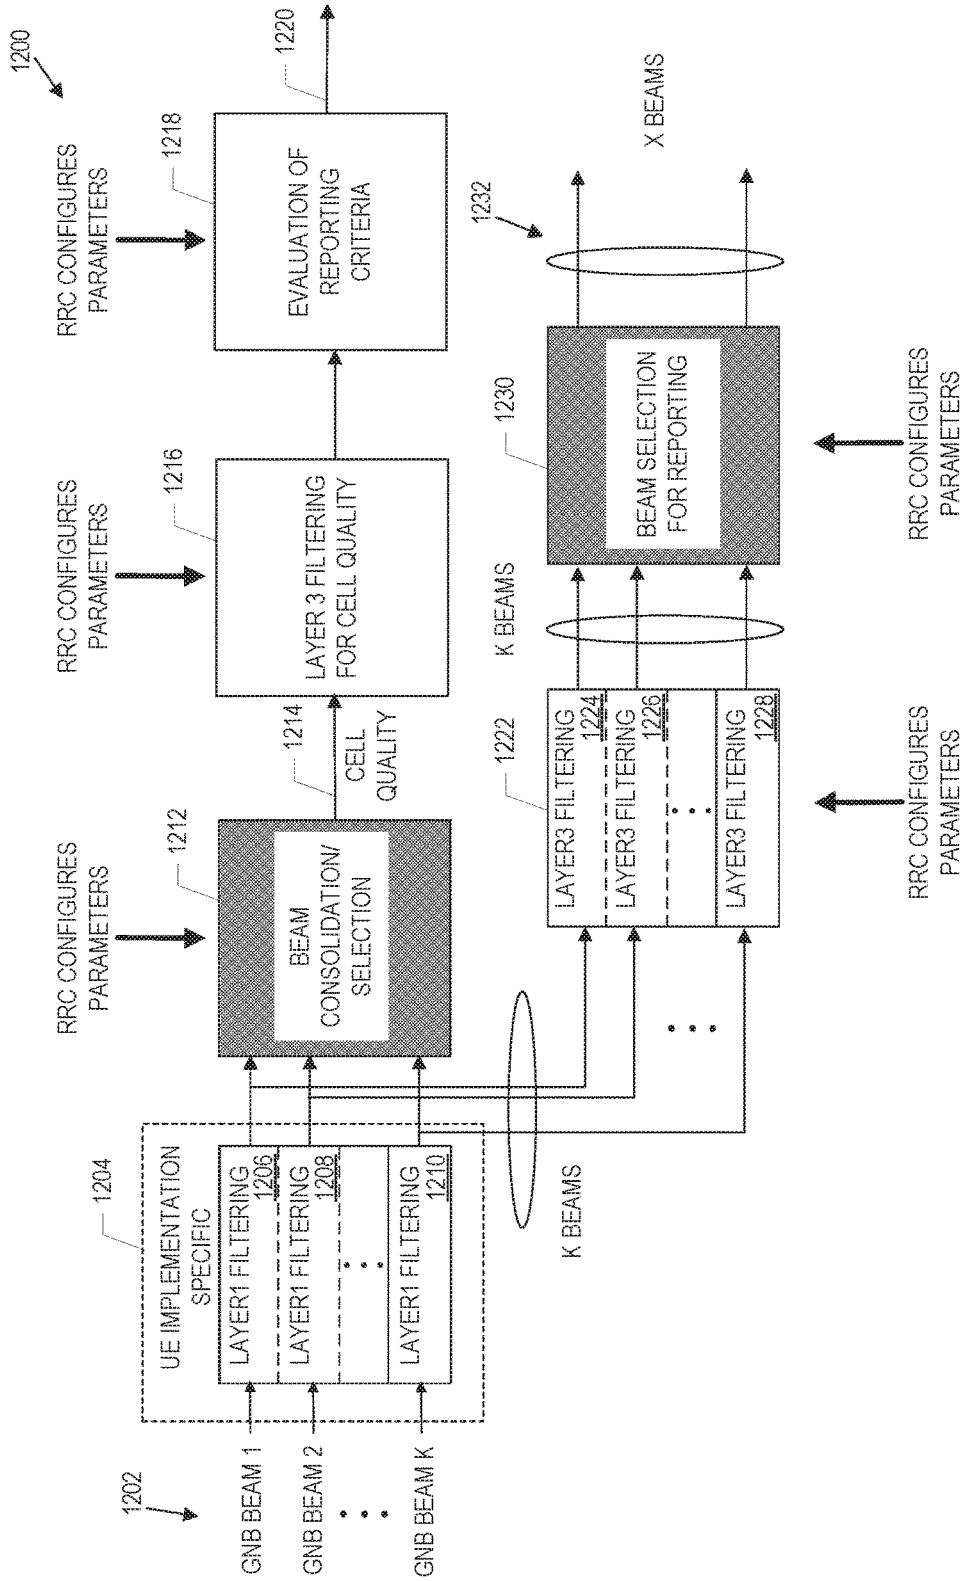 1200
RRC CONFIGURES
PARAMETERS
RRC CONFIGURES
PARAMETERS
RRC CONFIGURES
PARAMETERS
1204
1212
1216
1218
1220
1202
UE IMPLEMENTATION
SPECIFIC
GNB BEAM 1
GNB BEAM 2
GNB BEAM K
LAYER1 FILTERING
1206
LAYER1 FILTERING
1208
LAYER1 FILTERING
1210
BEAM
CONSOLIDATION/
SELECTION
1214
CELL
QUALITY
LAYER 3 FILTERING
FOR CELL QUALITY
EVALUATION OF
REPORTING
CRITERIA
K BEAMS
1222
LAYER3 FILTERING
1224
LAYER3 FILTERING
1226
LAYER3 FILTERING
1228
K BEAMS
1230
BEAM SELECTION
FOR REPORTING
1232
X BEAMS
RRC CONFIGURES
PARAMETERS
RRC CONFIGURES
PARAMETERS